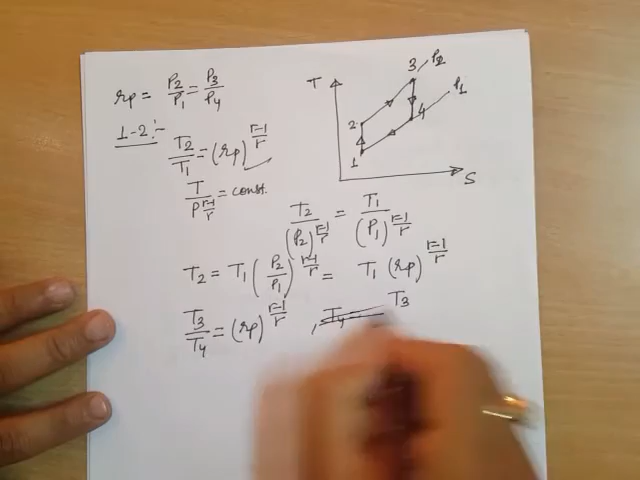 rp = P2/P1 = P3/P4
1-2:-
T2/T1 = (rp)^(r-1/r)
T/P^(r-1/r) = const.
T2/(P2)^(r-1/r) = T1/(P1)^(r-1/r)
T2 = T1 (P2/P1)^(r-1/r) = T1 (rp)^(r-1/r)
T3/T4 = (rp)^(r-1/r) , T4 = T3
T
3
P2
P1
2
4
1
S